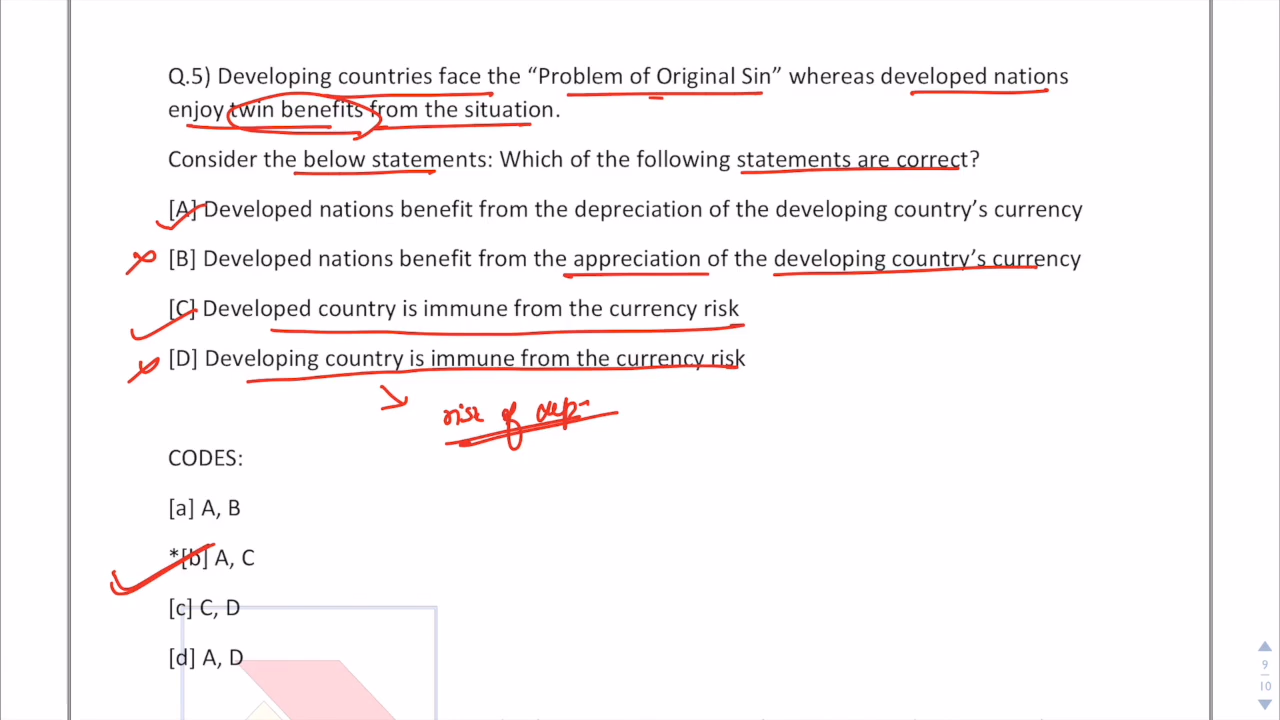 Q.5) Developing countries face the “Problem of Original Sin” whereas developed nations
enjoy twin benefits from the situation.
Consider the below statements: Which of the following statements are correct?
[A] Developed nations benefit from the depreciation of the developing country’s currency
[B] Developed nations benefit from the appreciation of the developing country’s currency
[C] Developed country is immune from the currency risk
[D] Developing country is immune from the currency risk
of dep
CODES:
[a] A, B
*[b] A, C
[c] C, D
[d] A, D
9
10